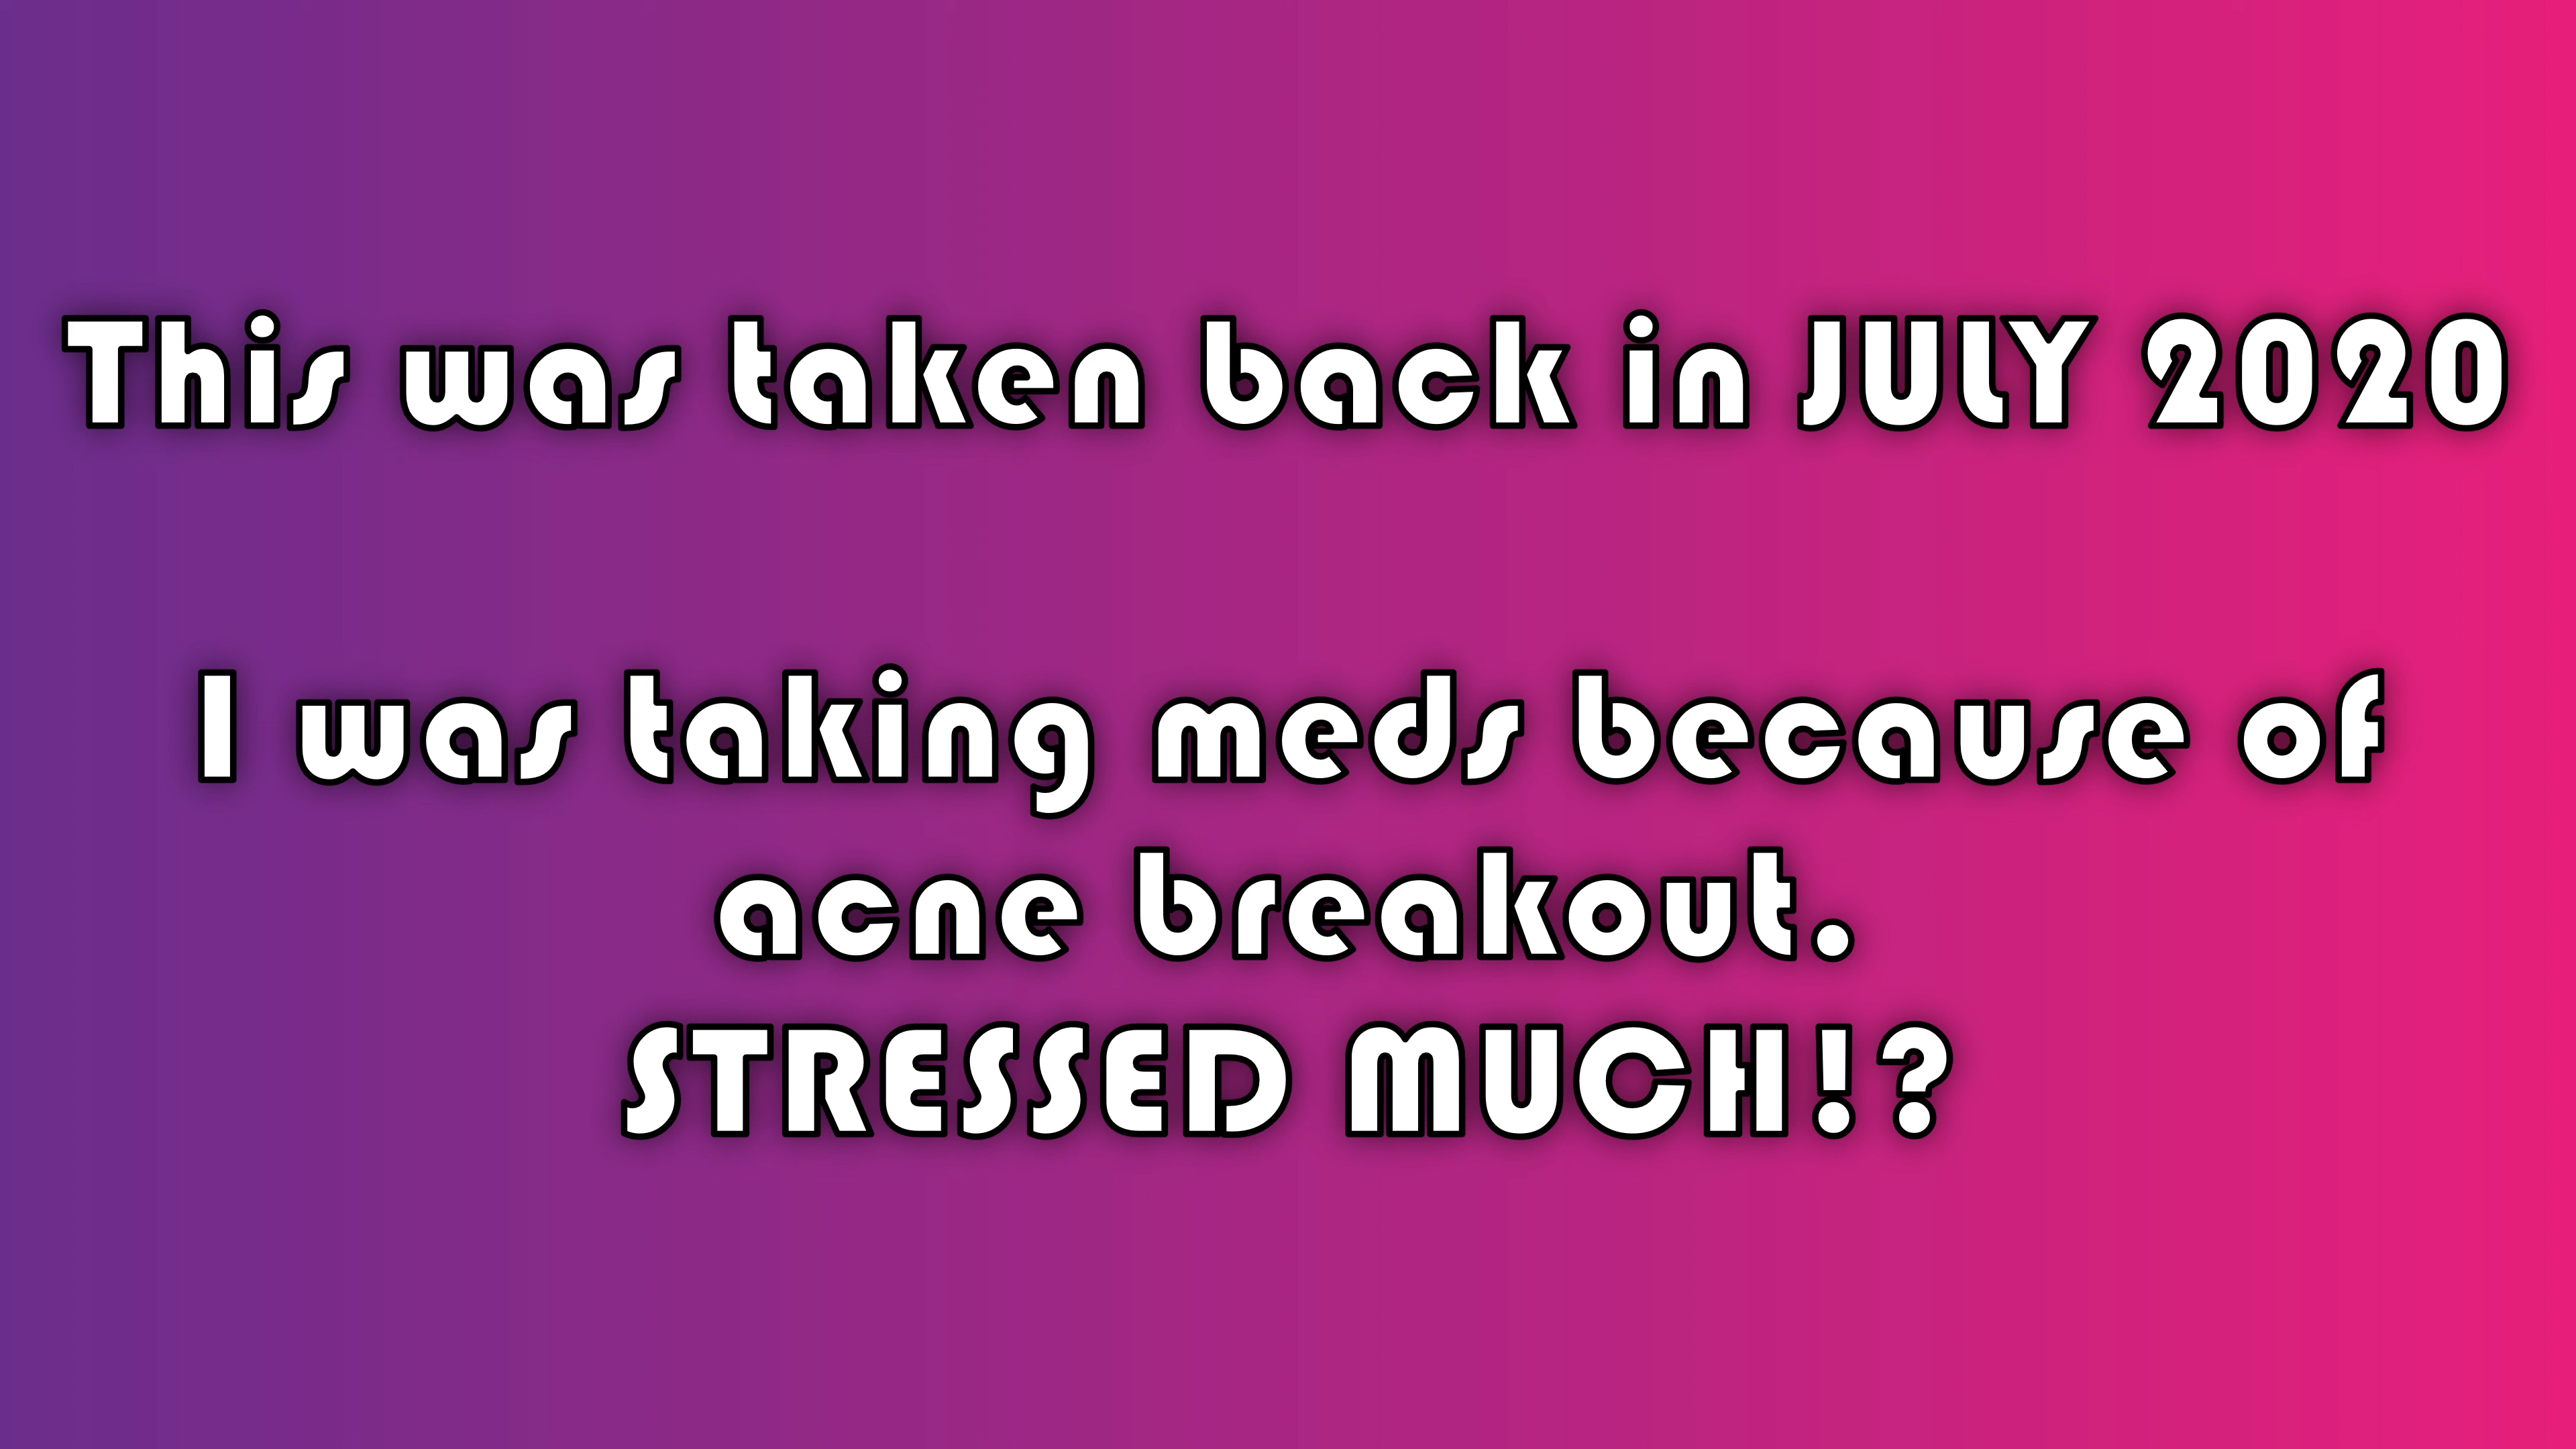 This was taken back in JULY 2020
I was taking meds because of
acne breakout.
STRESSED MUCH!?